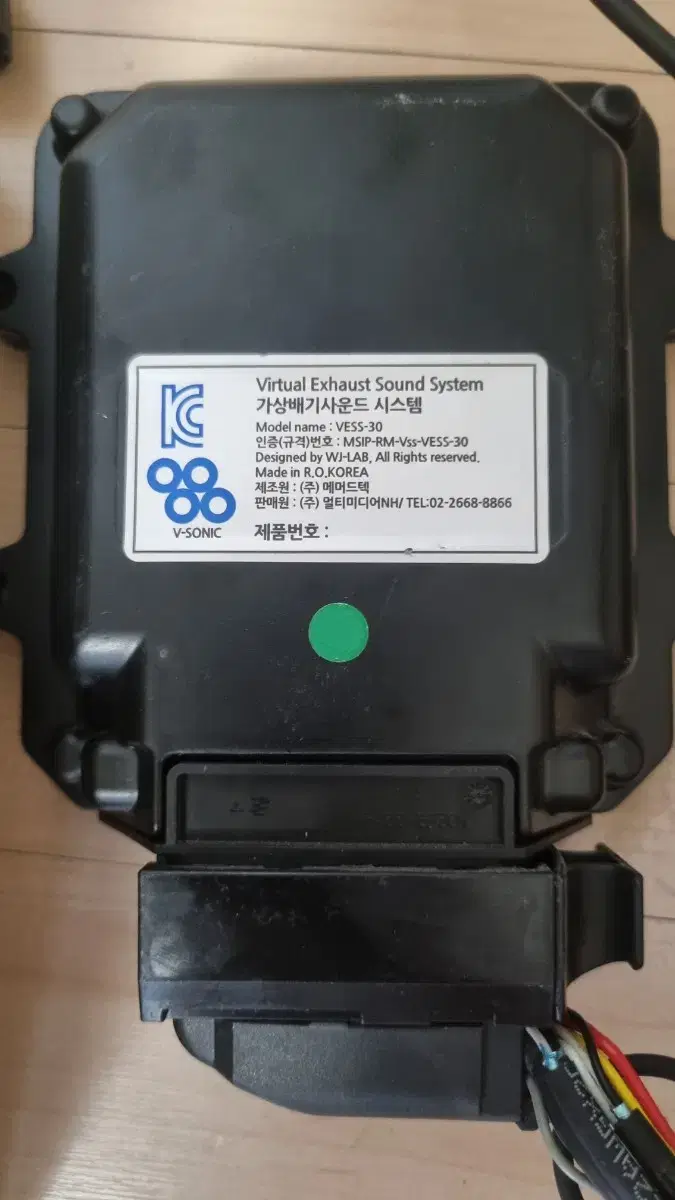 Virtual Exhaust Sound System
가상배기사운드 시스템
Model name : VESS-30
인증(규격)번호 : MSIP-RM-Vss-VESS-30
Designed by WJ-LAB, All Rights reserved.
Made in R.O.KOREA
제조원 : (주) 메머드텍
판매원 : (주) 멀티미디어NH/ TEL:02-2668-8866
V-SONIC
제품번호 :